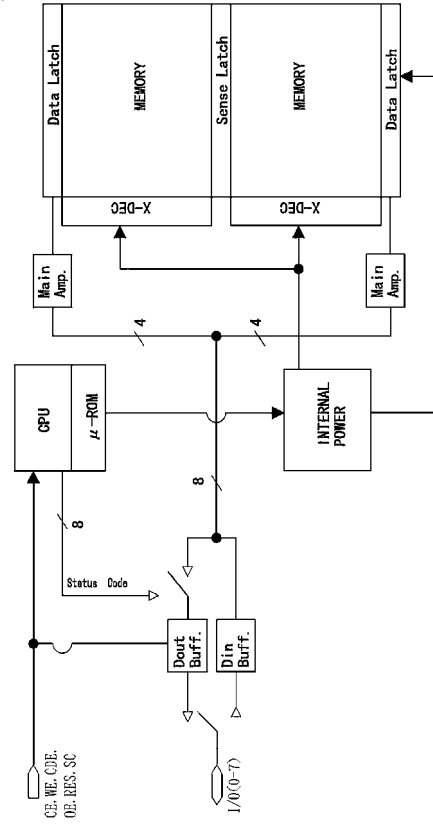 CE. WE. CDE.
OE. RES. SC
I/O(0-7)
Dout
Buff.
Din
Buff.
Status Code
8
CPU
μ-ROM
8
INTERNAL
POWER
4
4
Main
Amp.
Main
Amp.
X-DEC
X-DEC
Data Latch
MEMORY
Sense Latch
MEMORY
Data Latch